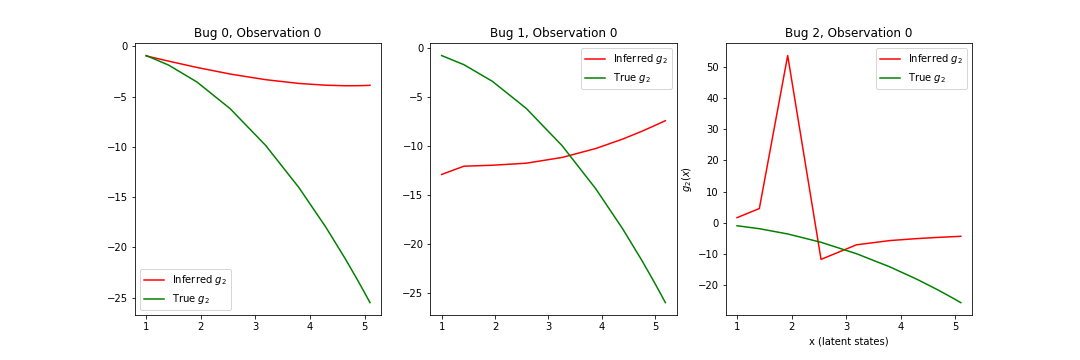 Bug 0, Observation 0
0
−5
−10
−15
−20
−25
1 2 3 4 5
Inferred g₂
True g₂
Bug 1, Observation 0
0
−5
−10
−15
−20
−25
1 2 3 4 5
Inferred g₂
True g₂
Bug 2, Observation 0
g₂(x)
50
40
30
20
10
0
−10
−20
1 2 3 4 5
x (latent states)
Inferred g₂
True g₂